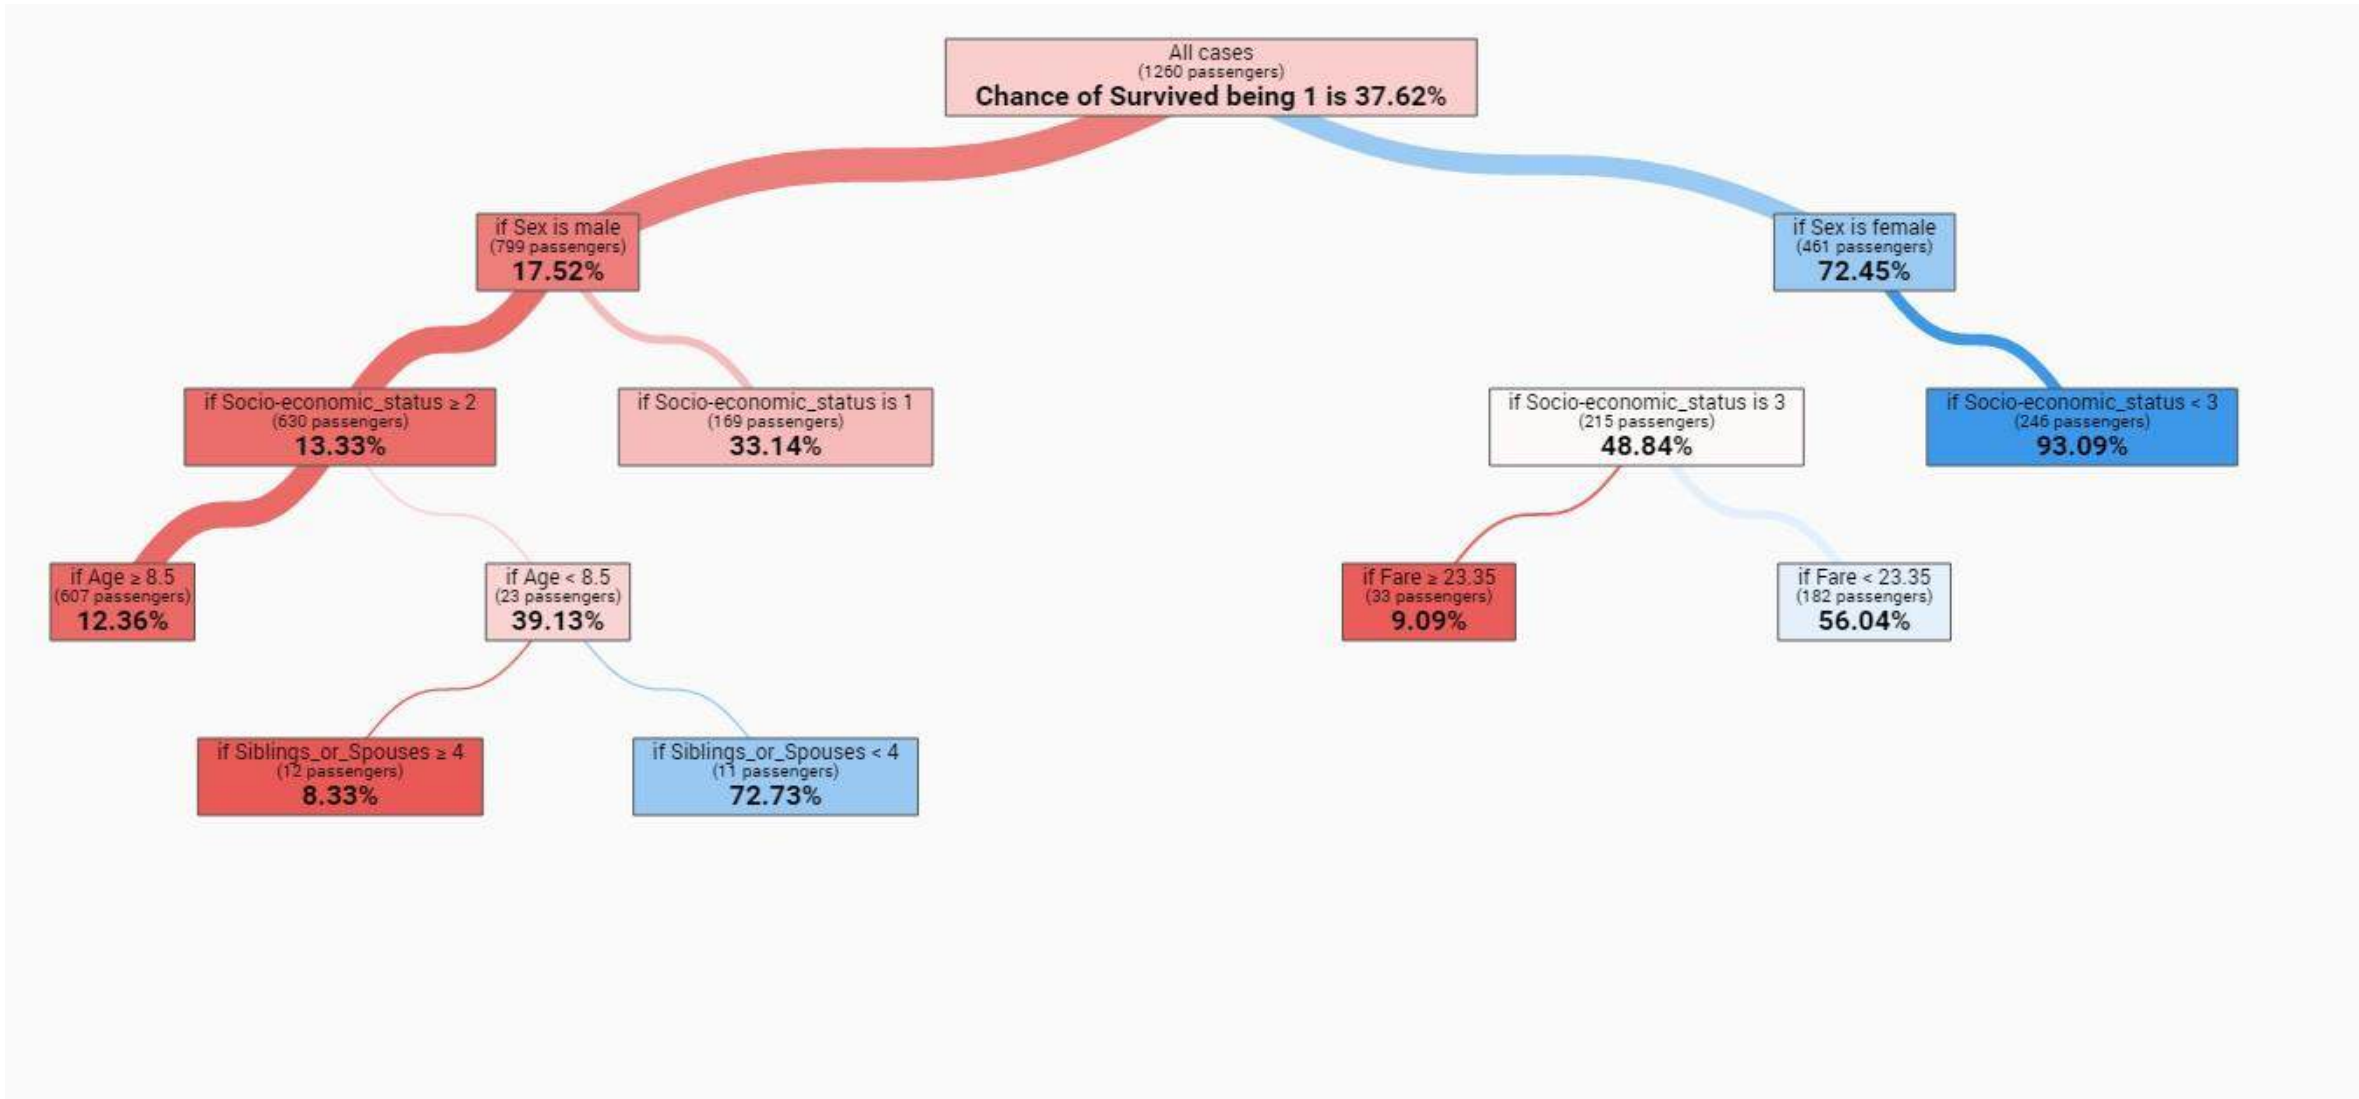 All cases
(1260 passengers)
Chance of Survived being 1 is 37.62%
if Sex is male
(799 passengers)
17.52%
if Sex is female
(461 passengers)
72.45%
if Socio-economic_status ≥ 2
(630 passengers)
13.33%
if Socio-economic_status is 1
(169 passengers)
33.14%
if Socio-economic_status is 3
(215 passengers)
48.84%
if Socio-economic_status < 3
(246 passengers)
93.09%
if Age ≥ 8.5
(607 passengers)
12.36%
if Age < 8.5
(23 passengers)
39.13%
if Fare ≥ 23.35
(33 passengers)
9.09%
if Fare < 23.35
(182 passengers)
56.04%
if Siblings_or_Spouses ≥ 4
(12 passengers)
8.33%
if Siblings_or_Spouses < 4
(11 passengers)
72.73%